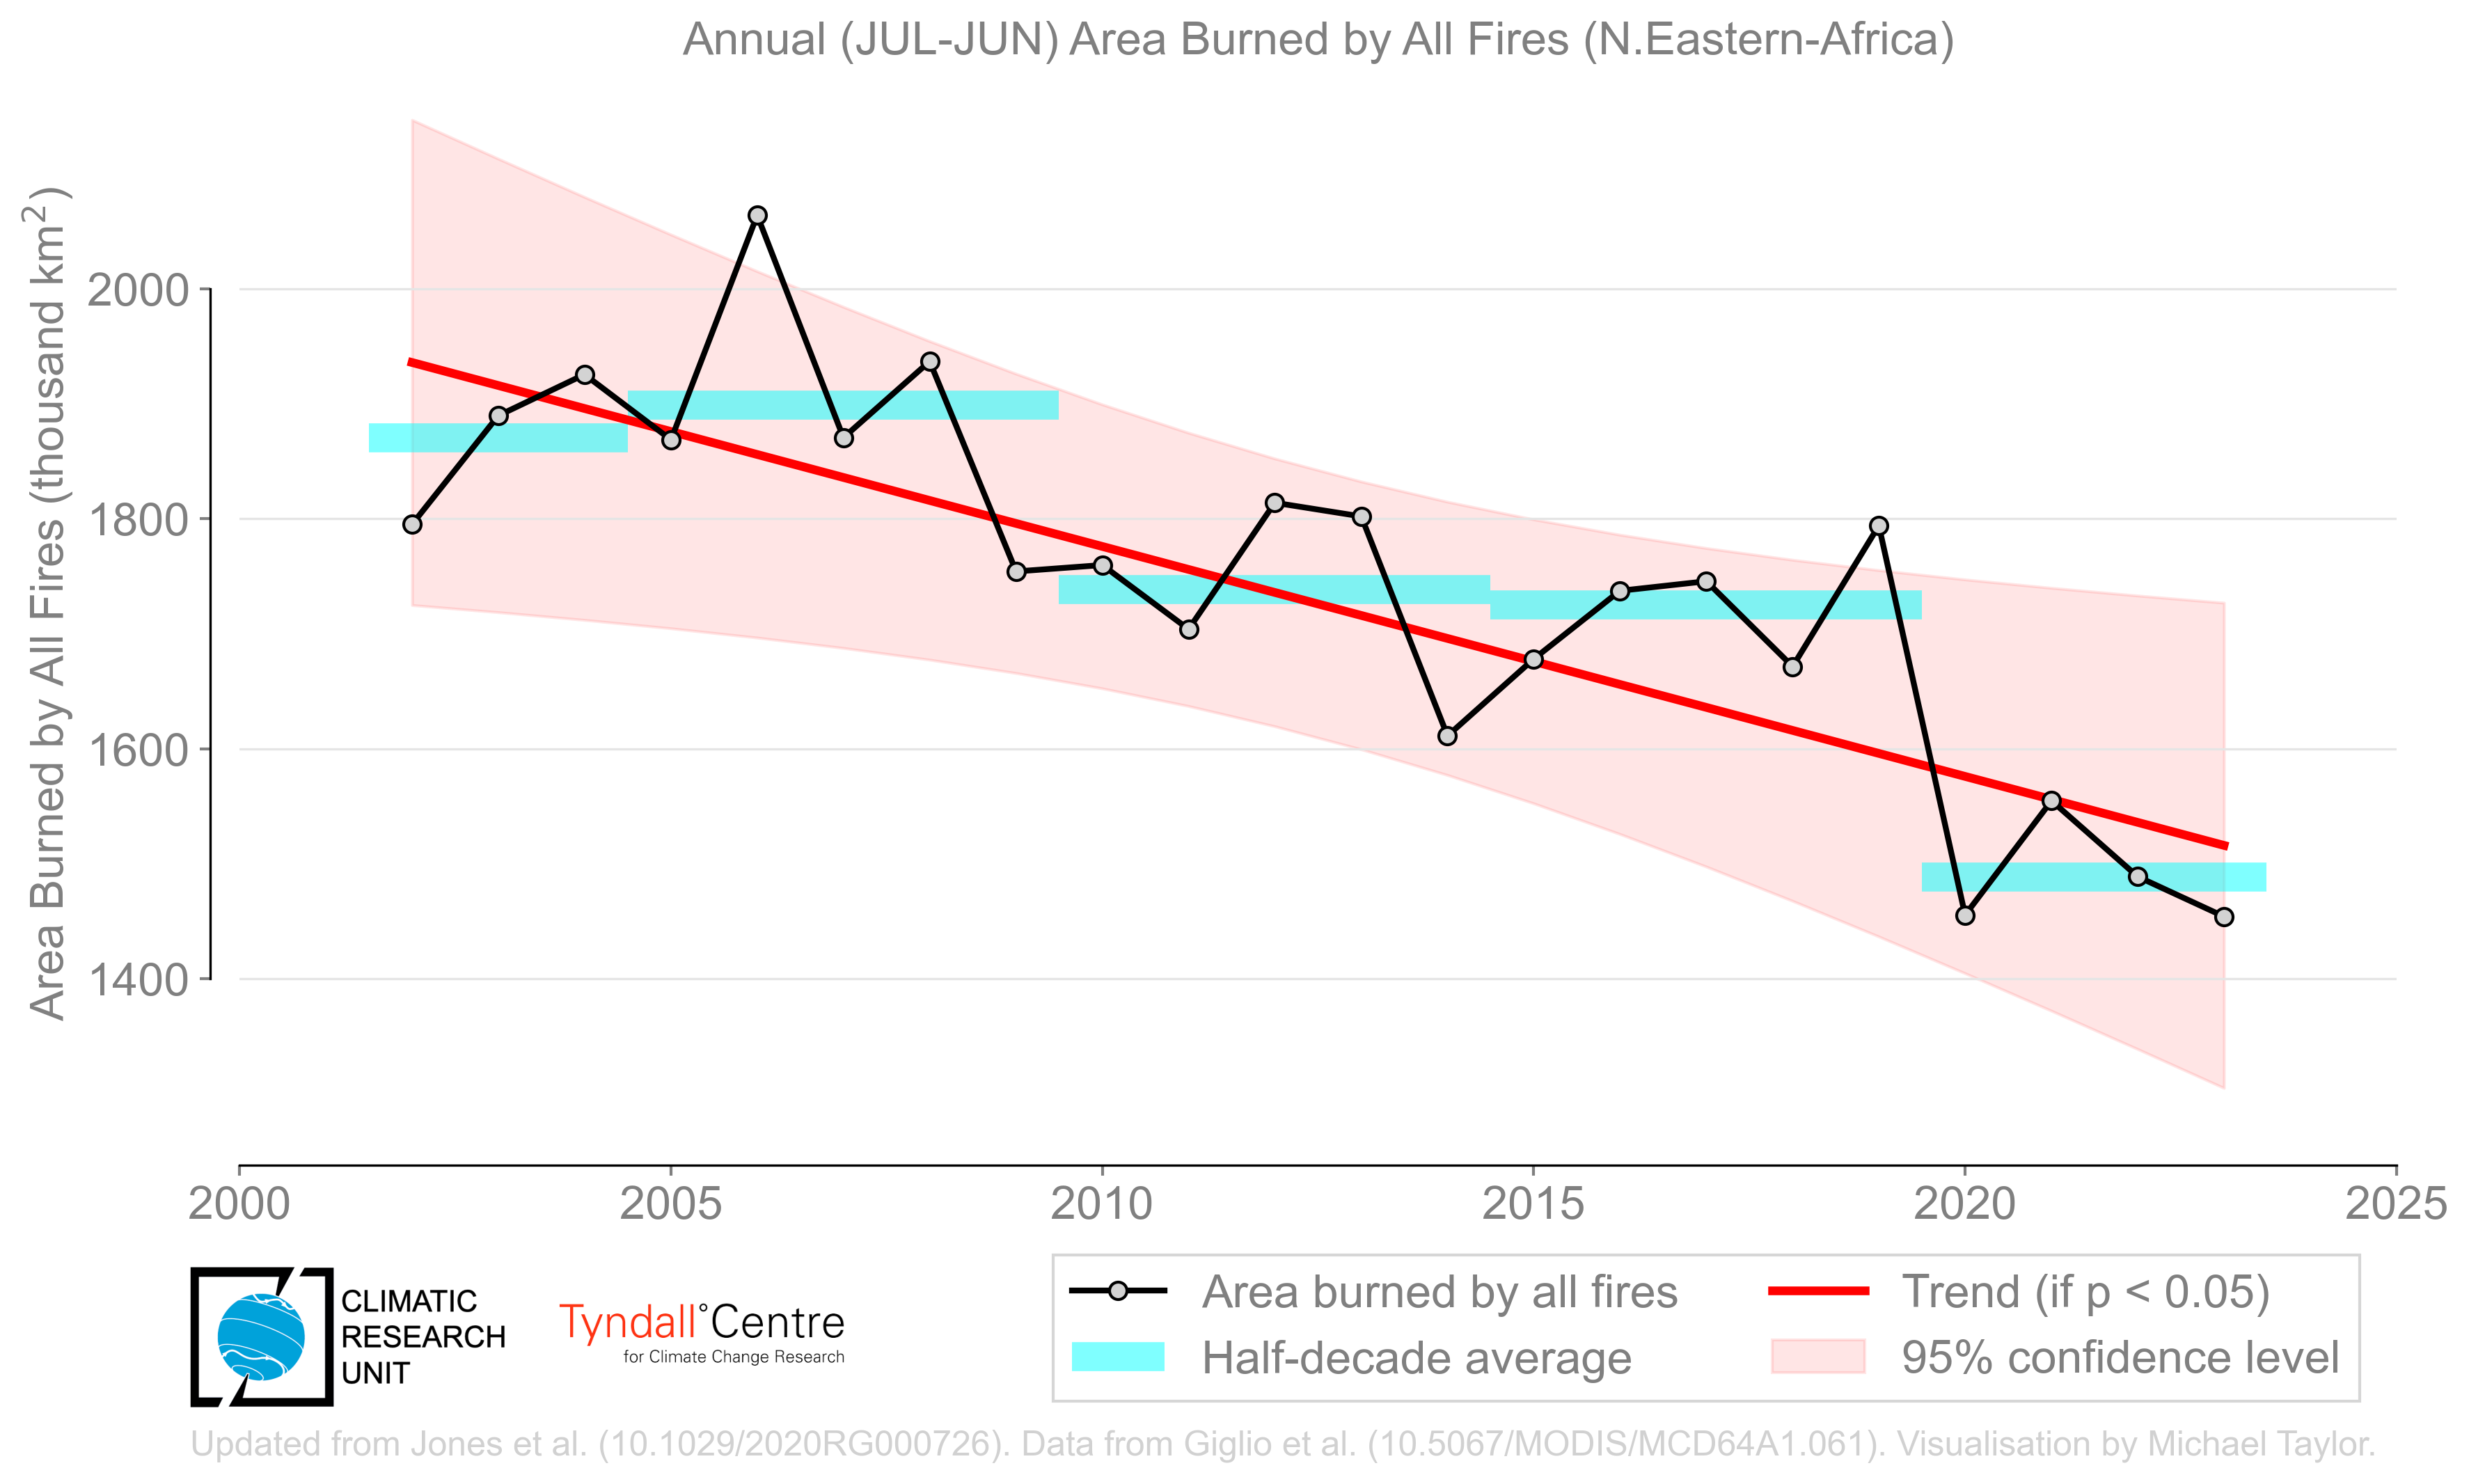 Annual (JUL-JUN) Area Burned by All Fires (N.Eastern-Africa)
Area Burned by All Fires (thousand km²)
2000
1800
1600
1400
2000 2005 2010 2015 2020 2025
CLIMATIC
RESEARCH
UNIT
Tyndall°Centre
for Climate Change Research
Area burned by all fires
Half-decade average
Trend (if p < 0.05)
95% confidence level
Updated from Jones et al. (10.1029/2020RG000726). Data from Giglio et al. (10.5067/MODIS/MCD64A1.061). Visualisation by Michael Taylor.